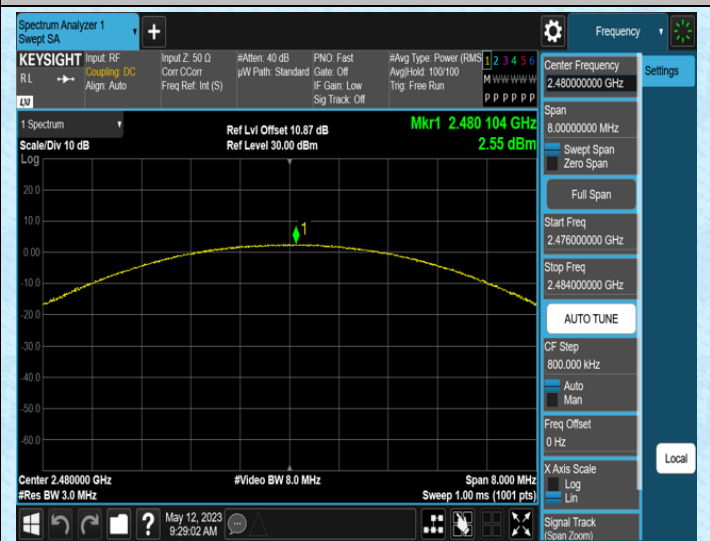 Spectrum Analyzer 1
Swept SA
+
Frequency
KEYSIGHT
RL
LXI
Input: RF
Coupling: DC
Align: Auto
Input Z: 50 Ω
Corr CCorr
Freq Ref: Int (S)
#Atten: 40 dB
µW Path: Standard
PNO: Fast
Gate: Off
IF Gain: Low
Sig Track: Off
#Avg Type: Power (RMS
Avg|Hold: 100/100
Trig: Free Run
1 2 3 4 5 6
M W W W W W
P P P P P P
1 Spectrum
Scale/Div 10 dB
Log
Ref Lvl Offset 10.87 dB
Ref Level 30.00 dBm
Mkr1 2.480 104 GHz
2.55 dBm
1
20.0
10.0
0.00
-10.0
-20.0
-30.0
-40.0
-50.0
-60.0
Center 2.480000 GHz
#Res BW 3.0 MHz
#Video BW 8.0 MHz
Span 8.000 MHz
Sweep 1.00 ms (1001 pts)
Center Frequency
2.480000000 GHz
Settings
Span
8.00000000 MHz
Swept Span
Zero Span
Full Span
Start Freq
2.476000000 GHz
Stop Freq
2.484000000 GHz
AUTO TUNE
CF Step
800.000 kHz
Auto
Man
Freq Offset
0 Hz
X Axis Scale
Log
Lin
Local
Signal Track
(Span Zoom)
?
May 12, 2023
9:29:02 AM